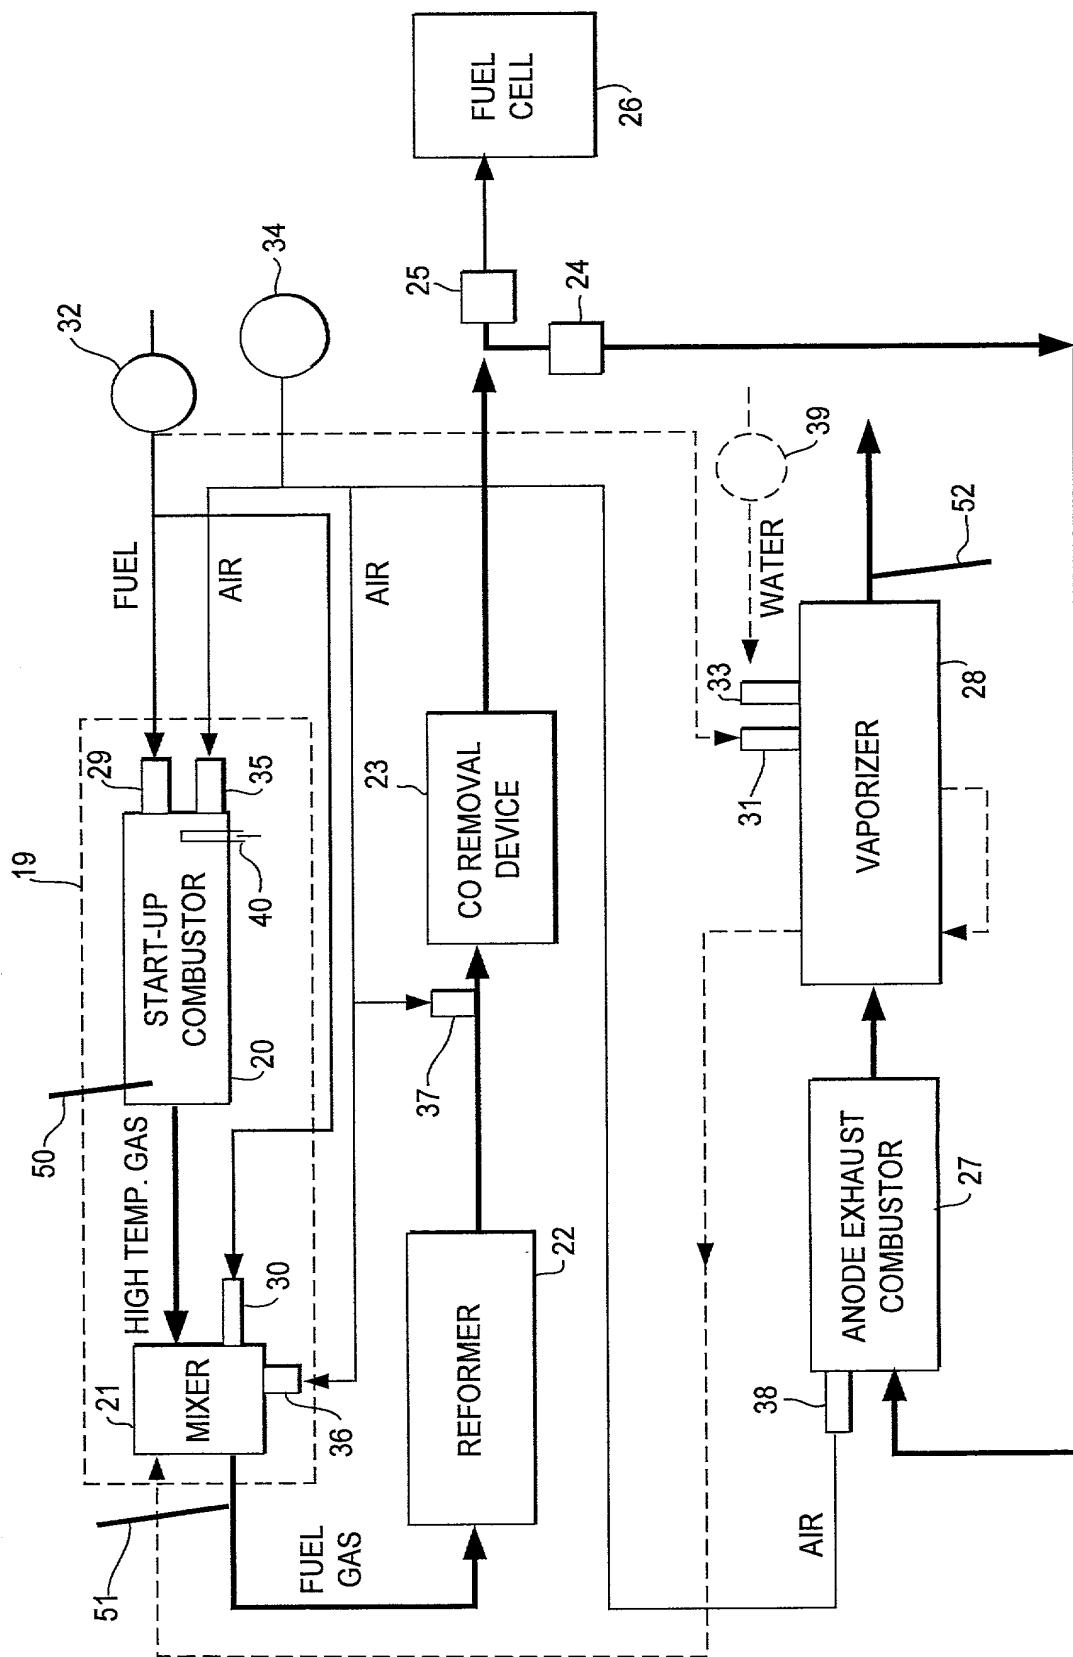 19
50
20
START-UP
COMBUSTOR
40
29
35
FUEL
AIR
32
34
51
21
MIXER
HIGH TEMP. GAS
30
36
AIR
FUEL
GAS
REFORMER
22
37
CO REMOVAL
DEVICE
23
25
24
FUEL
CELL
26
AIR
38
ANODE EXHAUST
COMBUSTOR
27
VAPORIZER
28
31
33
WATER
39
52